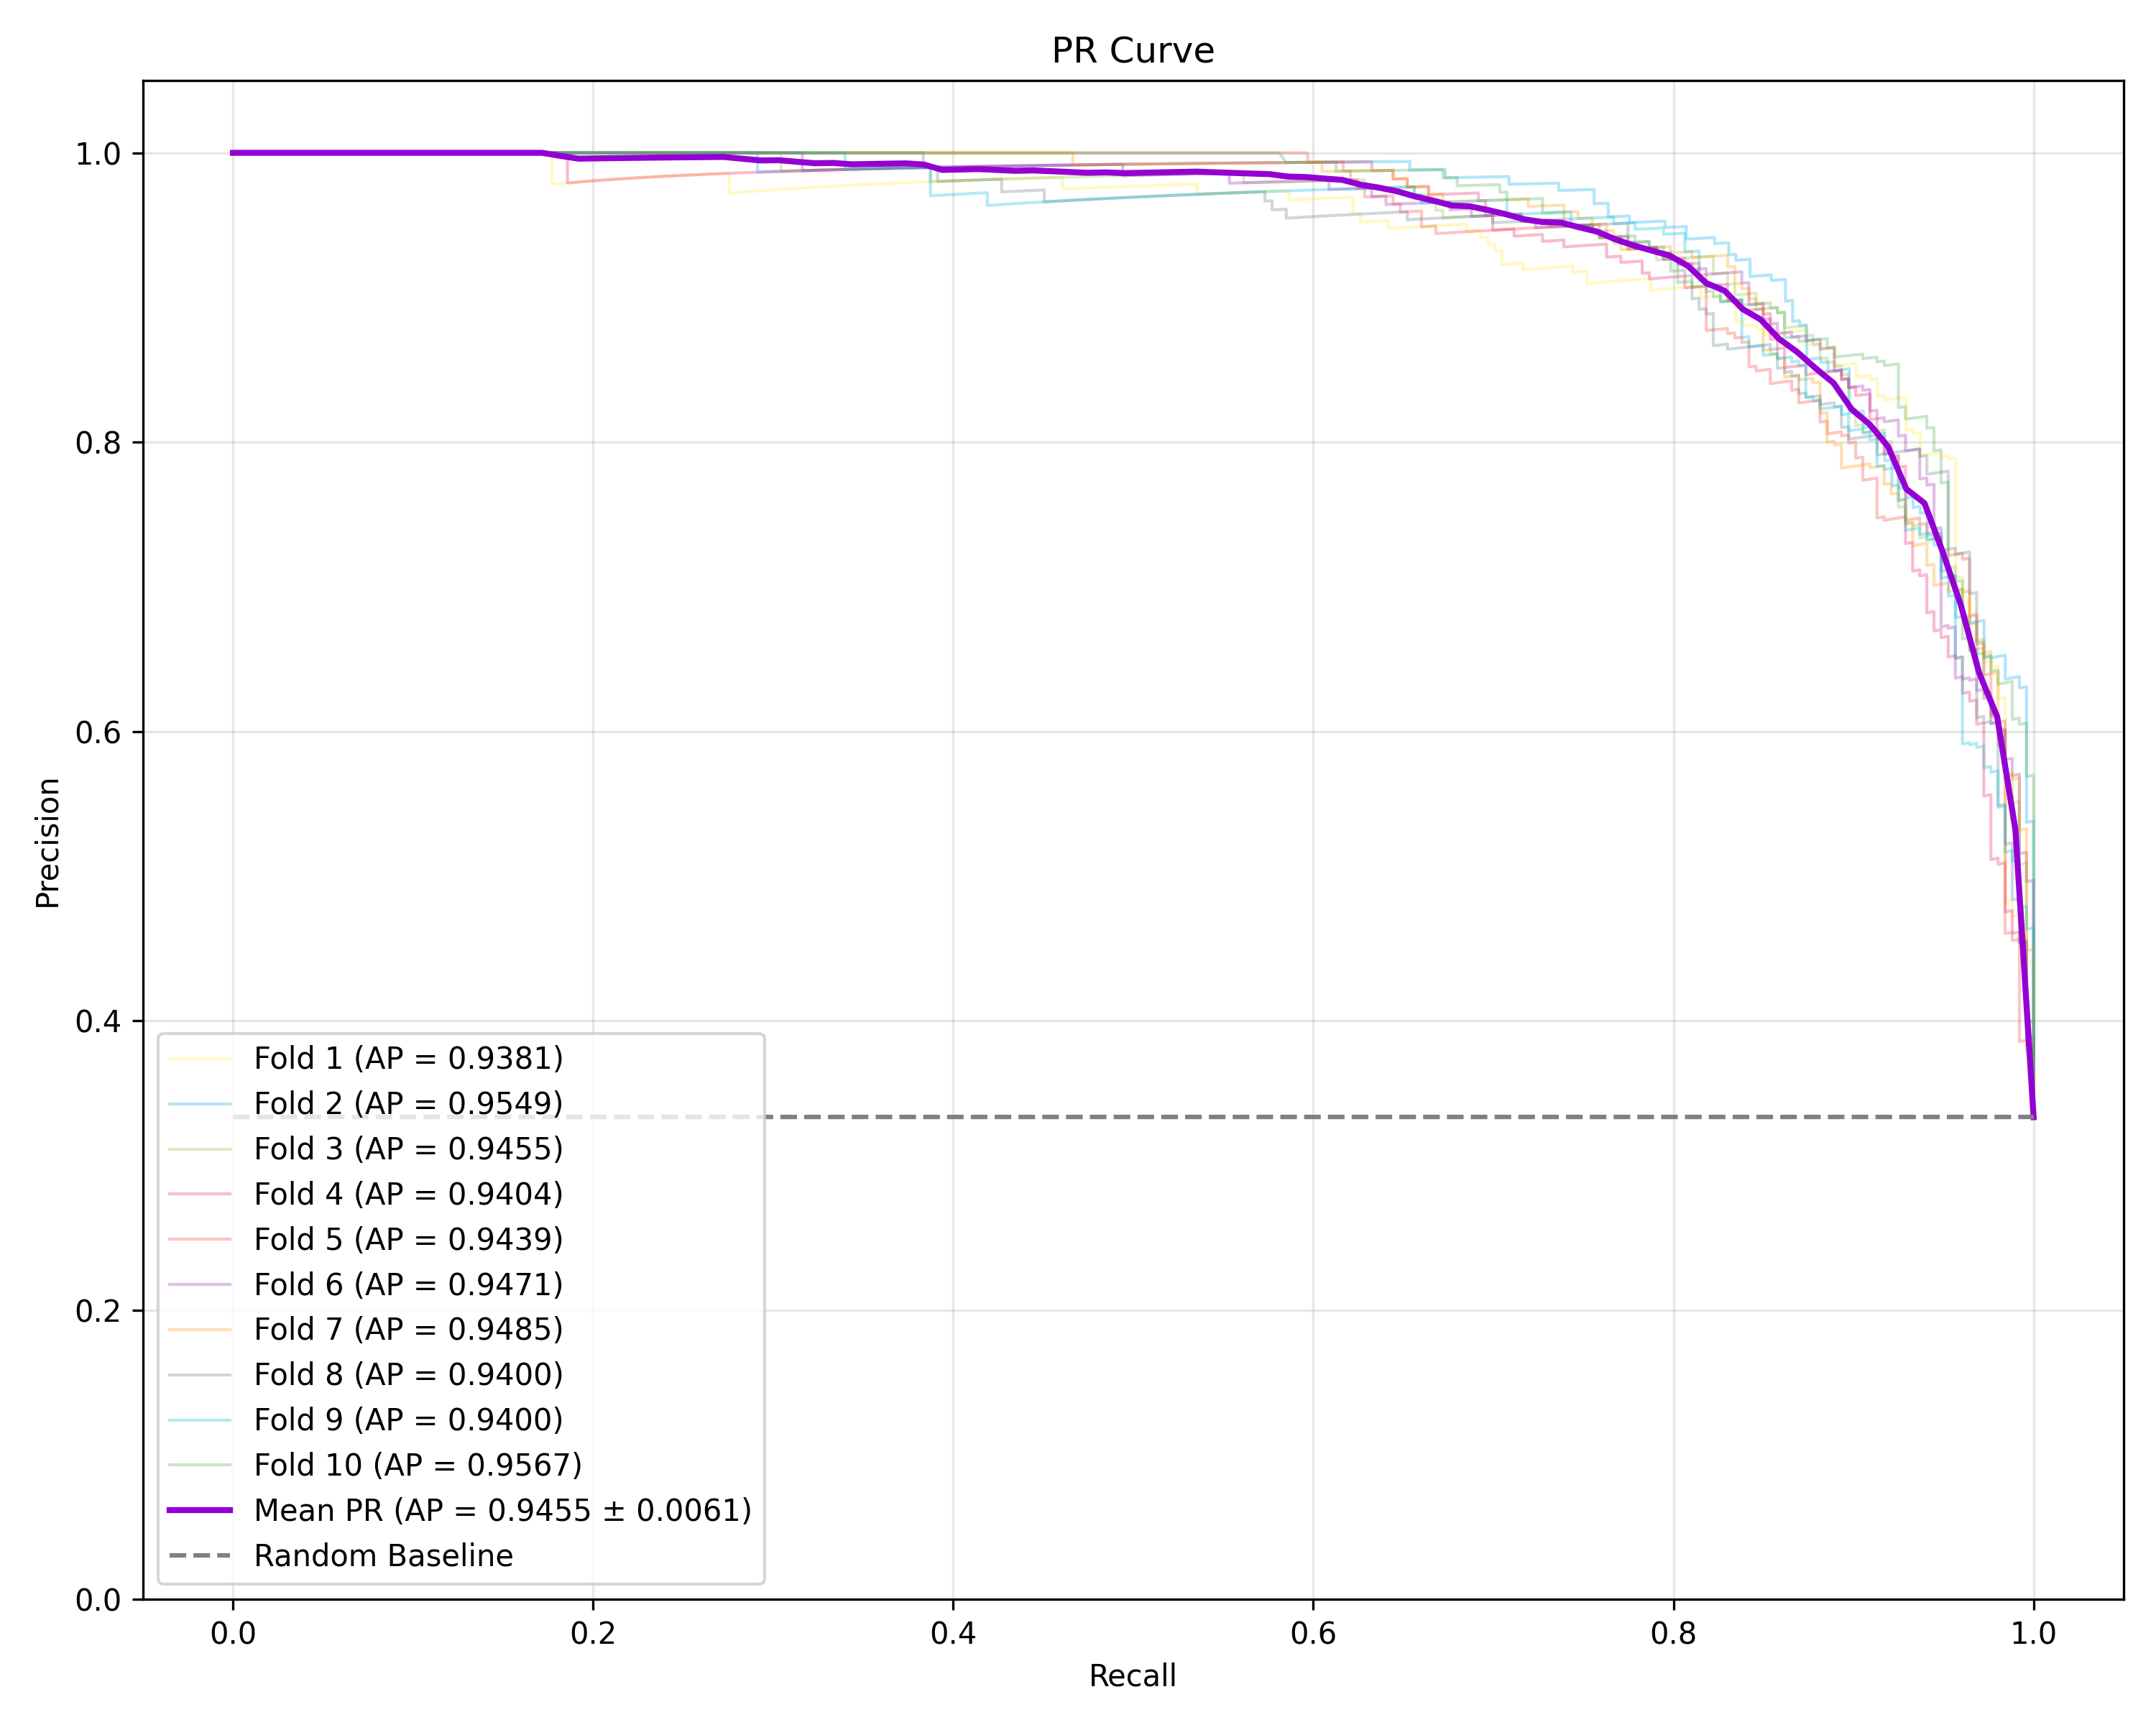 PR Curve
1.0
0.8
0.6
0.4
0.2
0.0
Precision
Fold 1 (AP = 0.9381)
Fold 2 (AP = 0.9549)
Fold 3 (AP = 0.9455)
Fold 4 (AP = 0.9404)
Fold 5 (AP = 0.9439)
Fold 6 (AP = 0.9471)
Fold 7 (AP = 0.9485)
Fold 8 (AP = 0.9400)
Fold 9 (AP = 0.9400)
Fold 10 (AP = 0.9567)
Mean PR (AP = 0.9455 ± 0.0061)
Random Baseline
0.0 0.2 0.4 0.6 0.8 1.0
Recall